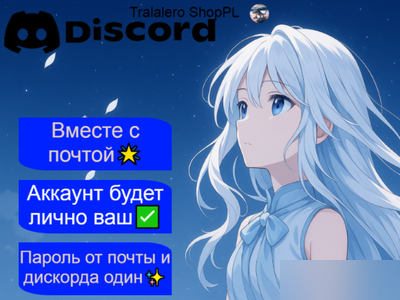 Tralalero ShopPL
Discord
Вместе с
почтой🌟
Аккаунт будет
лично ваш✅
Пароль от почты и
дискорда один✨